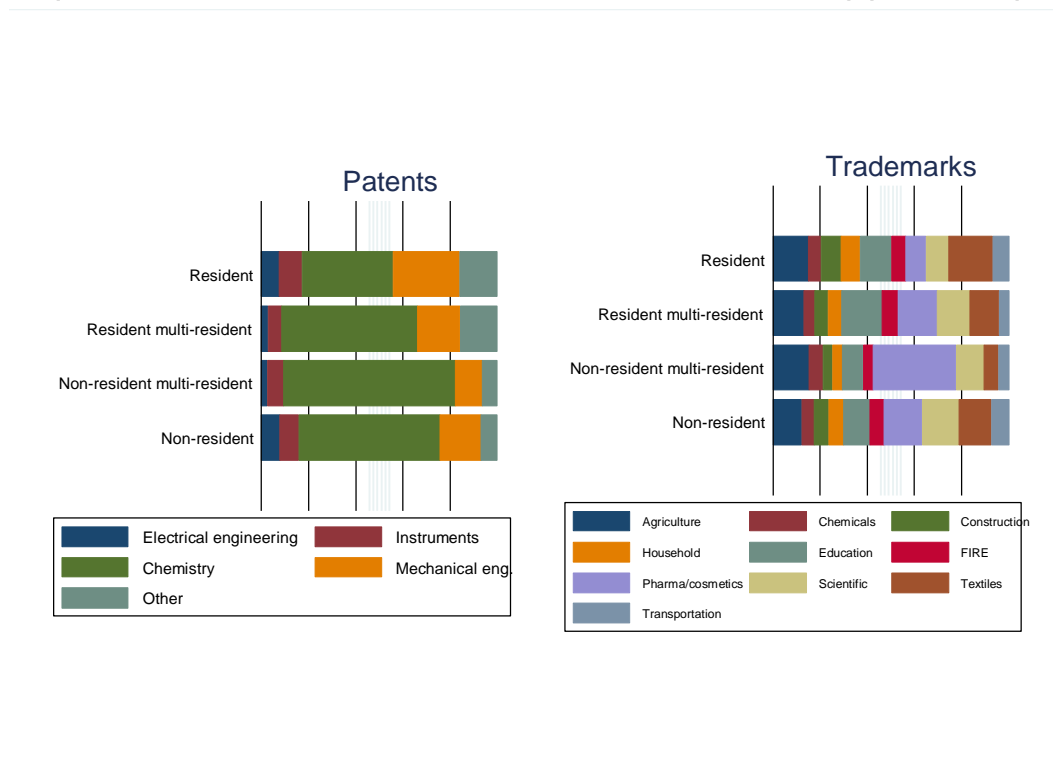 Patents
Resident
Resident multi-resident
Non-resident multi-resident
Non-resident
Electrical engineering
Instruments
Chemistry
Mechanical eng.
Other
Trademarks
Resident
Resident multi-resident
Non-resident multi-resident
Non-resident
Agriculture
Chemicals
Construction
Household
Education
FIRE
Pharma/cosmetics
Scientific
Textiles
Transportation